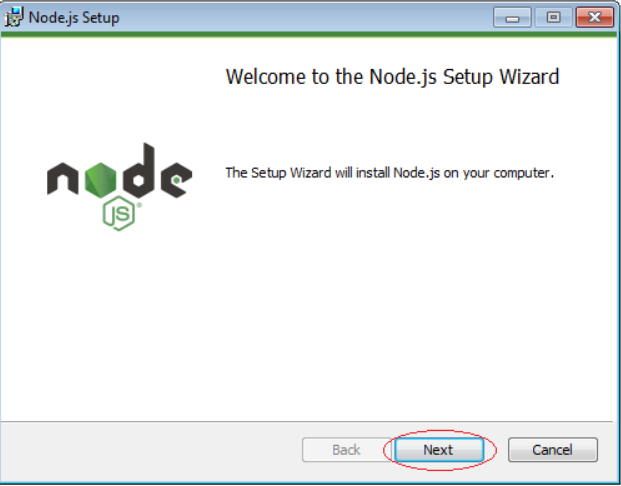 Node.js Setup
Welcome to the Node.js Setup Wizard
node
JS
The Setup Wizard will install Node.js on your computer.
Back Next Cancel